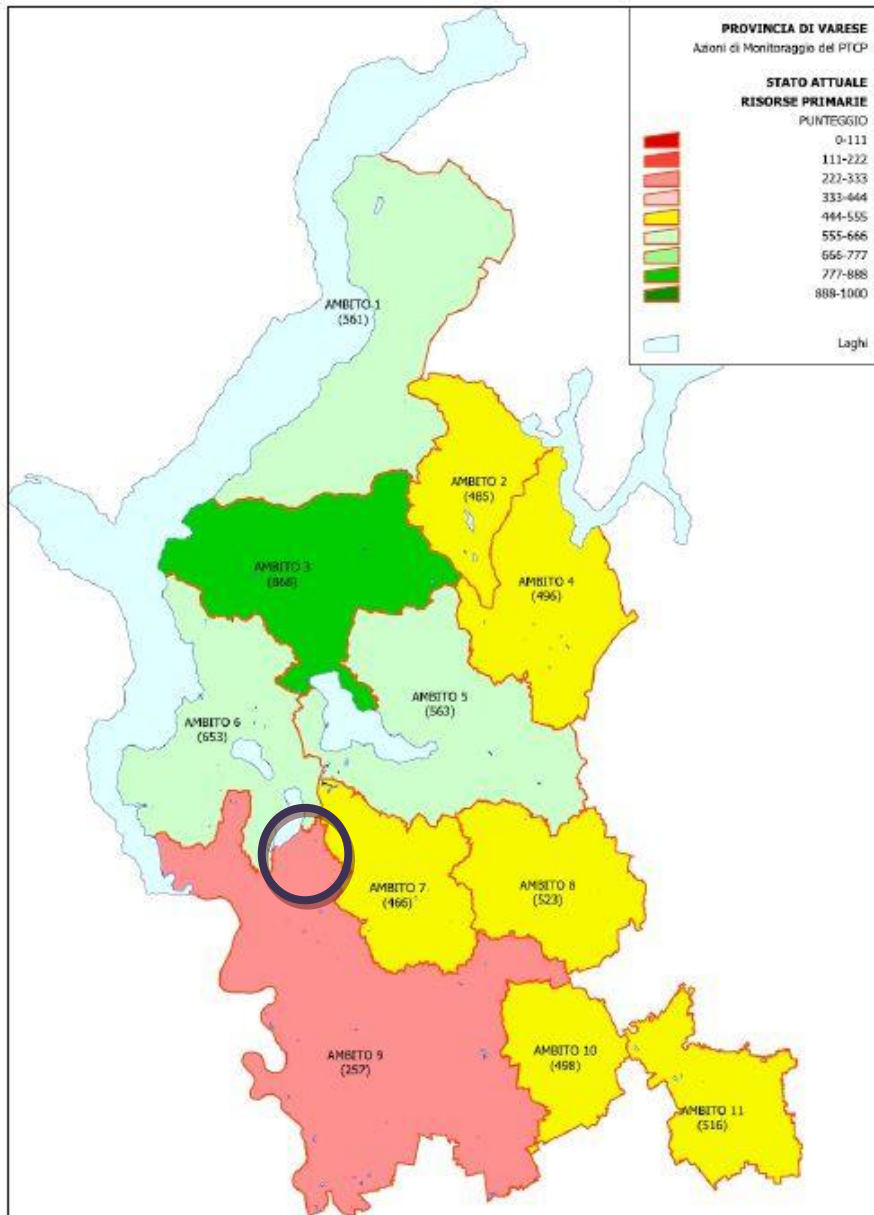 PROVINCIA DI VARESE
Azioni di Monitoraggio del PTCP
STATO ATTUALE
RISORSE PRIMARIE
PUNTEGGIO
0-111
111-222
222-333
333-444
444-555
555-666
666-777
777-888
888-1000
Laghi
AMBITO 1
(561)
AMBITO 2
(485)
AMBITO 3
(868)
AMBITO 4
(496)
AMBITO 5
(563)
AMBITO 6
(653)
AMBITO 7
(466)
AMBITO 8
(523)
AMBITO 9
(257)
AMBITO 10
(498)
AMBITO 11
(516)